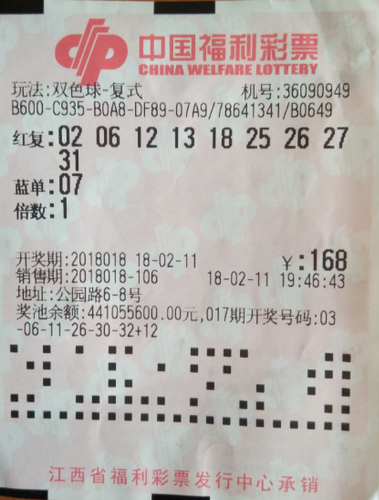 中国福利彩票
CHINA WELFARE LOTTERY
玩法:双色球-复式 机号:36090949
B600-C935-B0A8-DF89-07A9/78641341/B0649
红复:02 06 12 13 18 25 26 27
31
蓝单:07
倍数:1
开奖期:2018018 18-02-11 ￥:168
销售期:2018018-106 18-02-11 19:46:43
地址:公园路6-8号
奖池余额:441055600.00元,017期开奖号码:03
-06-11-26-30-32+12
江西省福利彩票发行中心承销